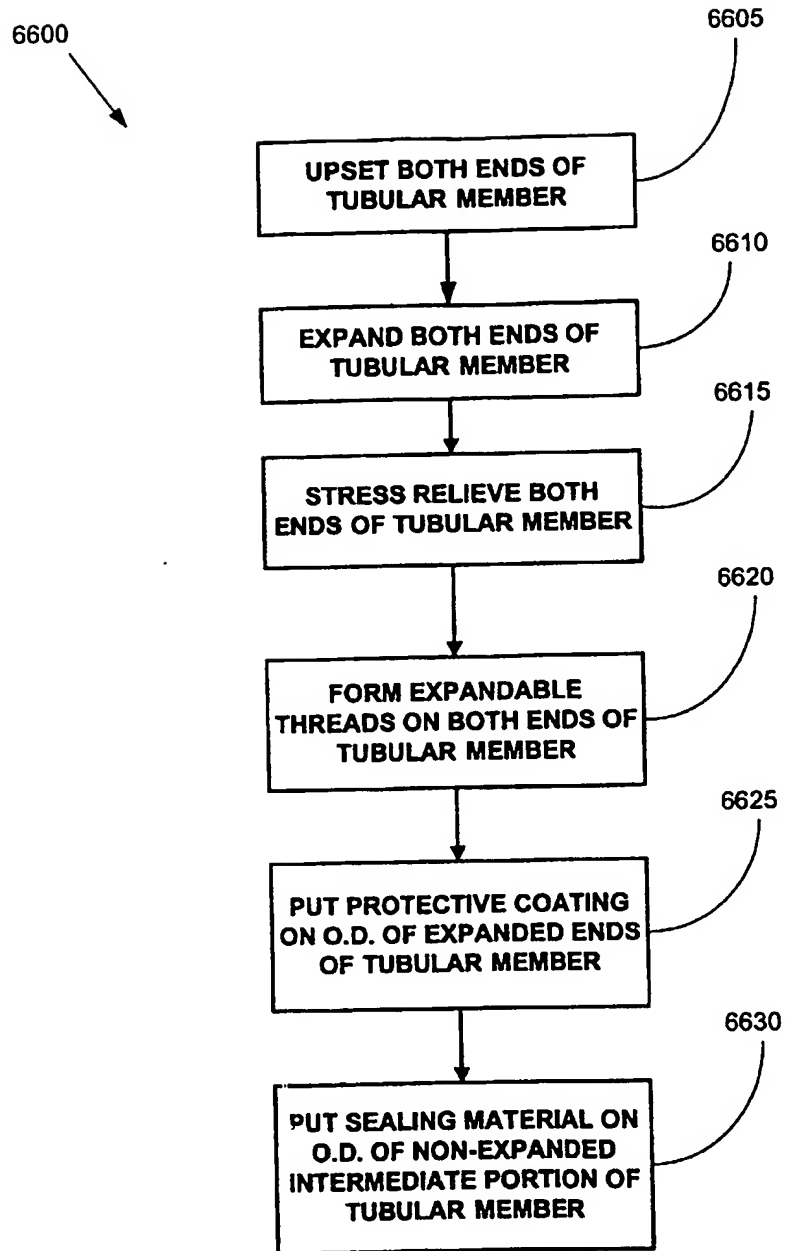 6600
6605
UPSET BOTH ENDS OF
TUBULAR MEMBER
6610
EXPAND BOTH ENDS OF
TUBULAR MEMBER
6615
STRESS RELIEVE BOTH
ENDS OF TUBULAR MEMBER
6620
FORM EXPANDABLE
THREADS ON BOTH ENDS OF
TUBULAR MEMBER
6625
PUT PROTECTIVE COATING
ON O.D. OF EXPANDED ENDS
OF TUBULAR MEMBER
6630
PUT SEALING MATERIAL ON
O.D. OF NON-EXPANDED
INTERMEDIATE PORTION OF
TUBULAR MEMBER